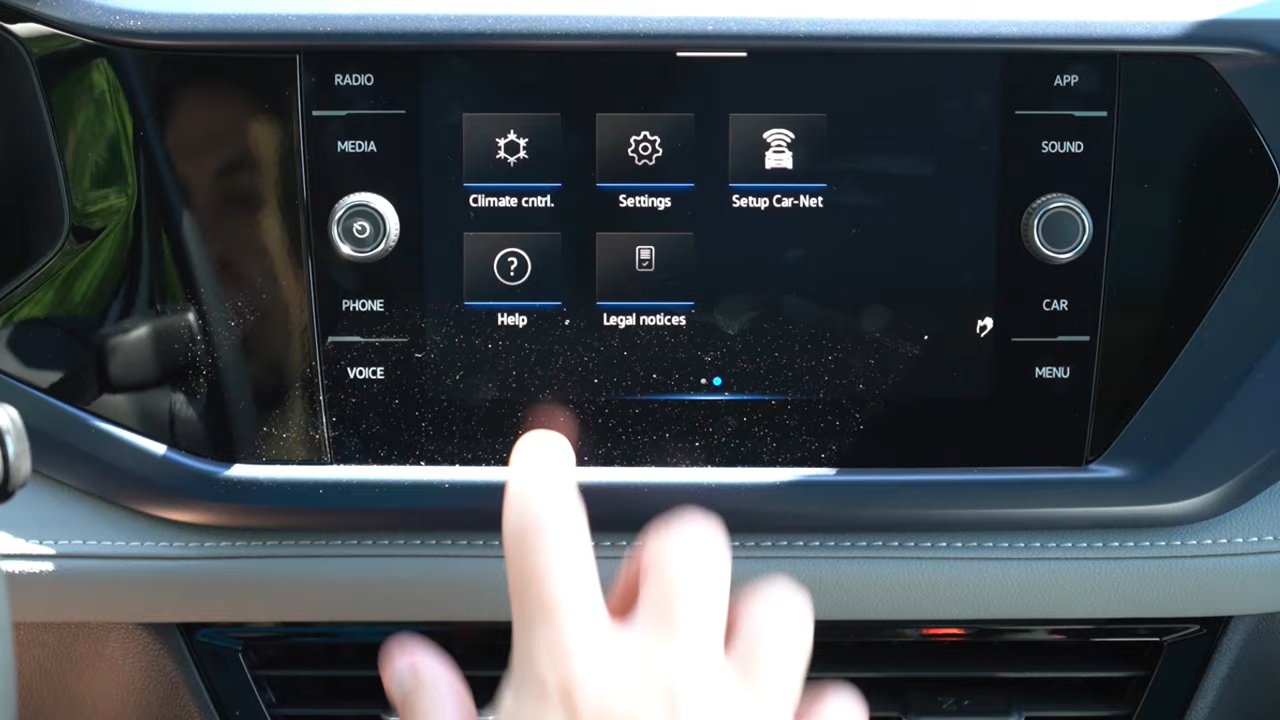 RADIO
MEDIA
PHONE
VOICE
Climate cntrl.
Settings
Setup Car-Net
?
Help
Legal notices
APP
SOUND
CAR
MENU